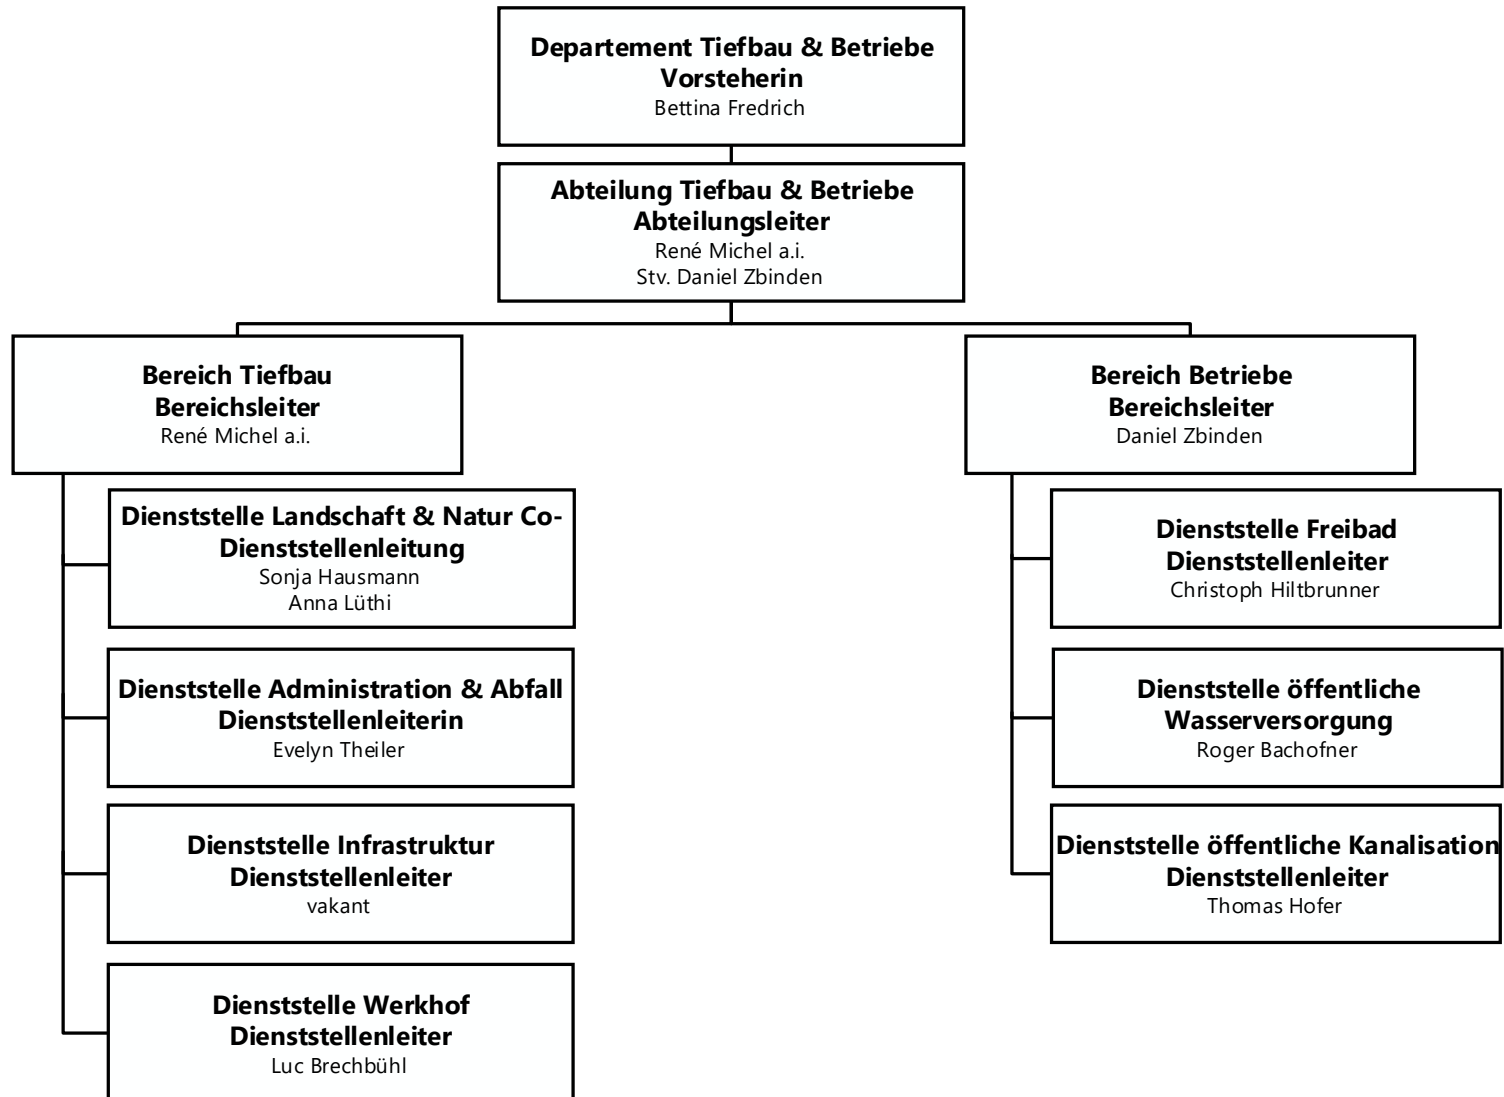 Departement Tiefbau & Betriebe
Vorsteherin
Bettina Fredrich
Abteilung Tiefbau & Betriebe
Abteilungsleiter
René Michel a.i.
Stv. Daniel Zbinden
Bereich Tiefbau
Bereichsleiter
René Michel a.i.
Dienststelle Landschaft & Natur Co-
Dienststellenleitung
Sonja Hausmann
Anna Lüthi
Dienststelle Administration & Abfall
Dienststellenleiterin
Evelyn Theiler
Dienststelle Infrastruktur
Dienststellenleiter
vakant
Dienststelle Werkhof
Dienststellenleiter
Luc Brechbühl
Bereich Betriebe
Bereichsleiter
Daniel Zbinden
Dienststelle Freibad
Dienststellenleiter
Christoph Hiltbrunner
Dienststelle öffentliche
Wasserversorgung
Roger Bachofner
Dienststelle öffentliche Kanalisation
Dienststellenleiter
Thomas Hofer